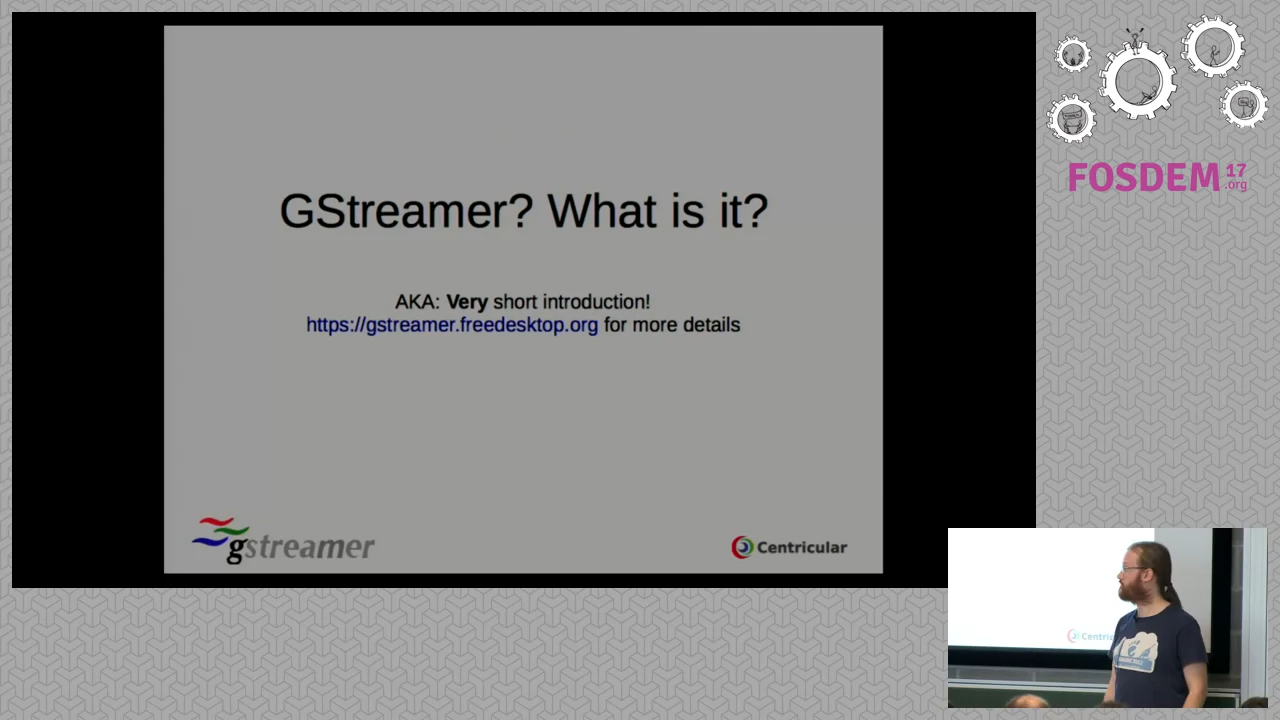 GStreamer? What is it?
AKA: Very short introduction!
https://gstreamer.freedesktop.org for more details
gstreamer
Centricular
FOSDEM 17
.org